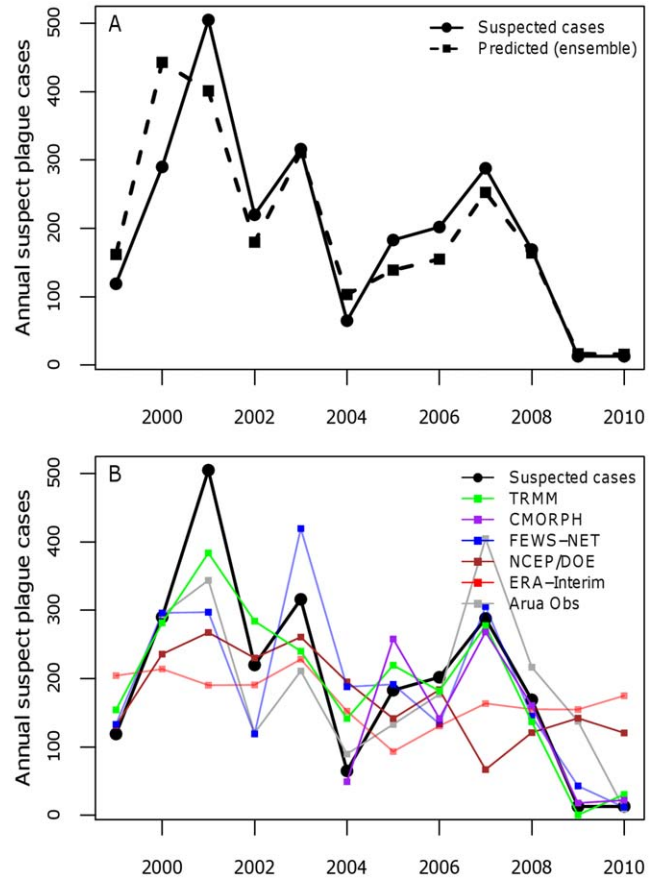 A
Suspected cases
Predicted (ensemble)
Annual suspect plague cases
500
400
300
200
100
0
2000 2002 2004 2006 2008 2010
B
Suspected cases
TRMM
CMORPH
FEWS−NET
NCEP/DOE
ERA−Interim
Arua Obs
Annual suspect plague cases
500
400
300
200
100
0
2000 2002 2004 2006 2008 2010